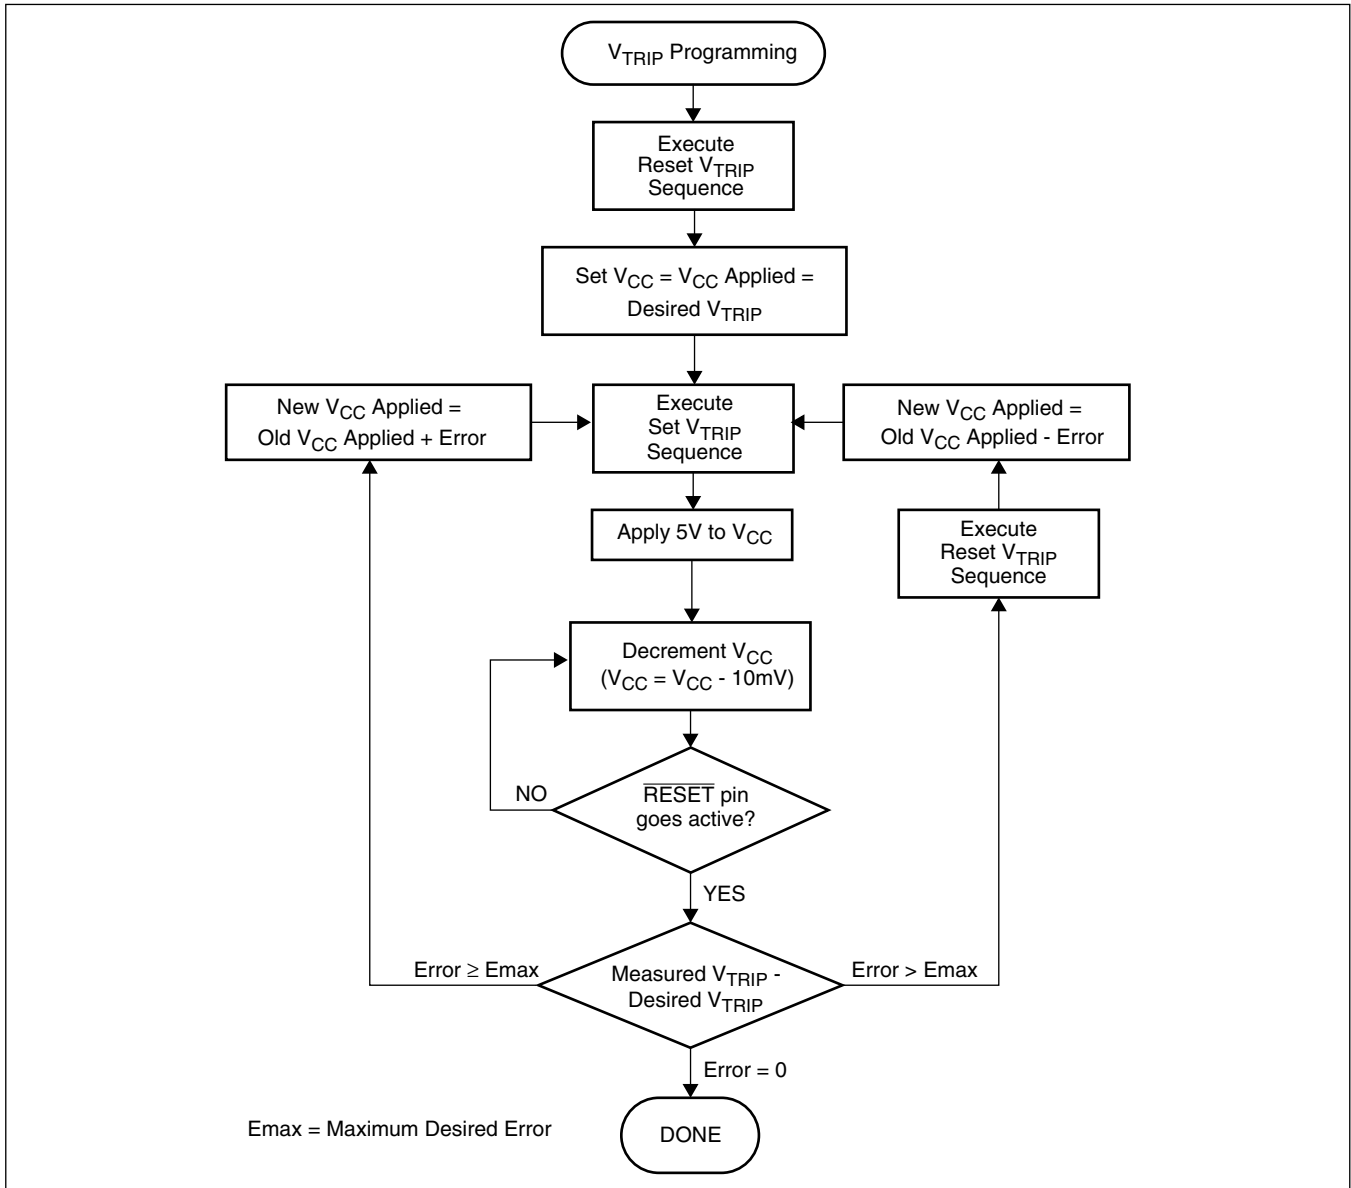 VTRIP Programming
Execute
Reset VTRIP
Sequence
Set VCC = VCC Applied =
Desired VTRIP
New VCC Applied =
Old VCC Applied + Error
Execute
Set VTRIP
Sequence
New VCC Applied =
Old VCC Applied - Error
Apply 5V to VCC
Execute
Reset VTRIP
Sequence
Decrement VCC
(VCC = VCC - 10mV)
NO
RESET pin
goes active?
YES
Error ≥ Emax
Measured VTRIP -
Desired VTRIP
Error > Emax
Error = 0
Emax = Maximum Desired Error
DONE